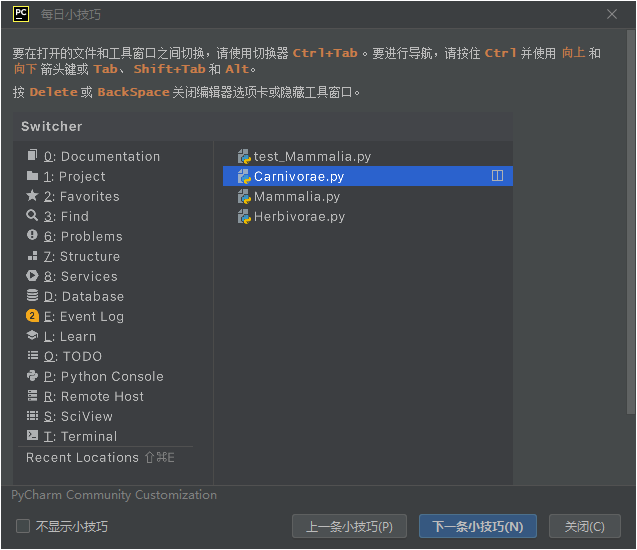 PC 每日小技巧
要在打开的文件和工具窗口之间切换，请使用切换器 Ctrl+Tab 。要进行导航，请按住 Ctrl 并使用 向上 和
向下 箭头键或 Tab、 Shift+Tab 和 Alt。
按 Delete 或 BackSpace 关闭编辑器选项卡或隐藏工具窗口。
Switcher
0: Documentation
1: Project
2: Favorites
3: Find
6: Problems
7: Structure
8: Services
D: Database
2 E: Event Log
L: Learn
O: TODO
P: Python Console
R: Remote Host
S: SciView
T: Terminal
Recent Locations ⇧⌘E
test_Mammalia.py
Carnivorae.py
Mammalia.py
Herbivorae.py
PyCharm Community Customization
不显示小技巧
上一条小技巧(P)
下一条小技巧(N)
关闭(C)